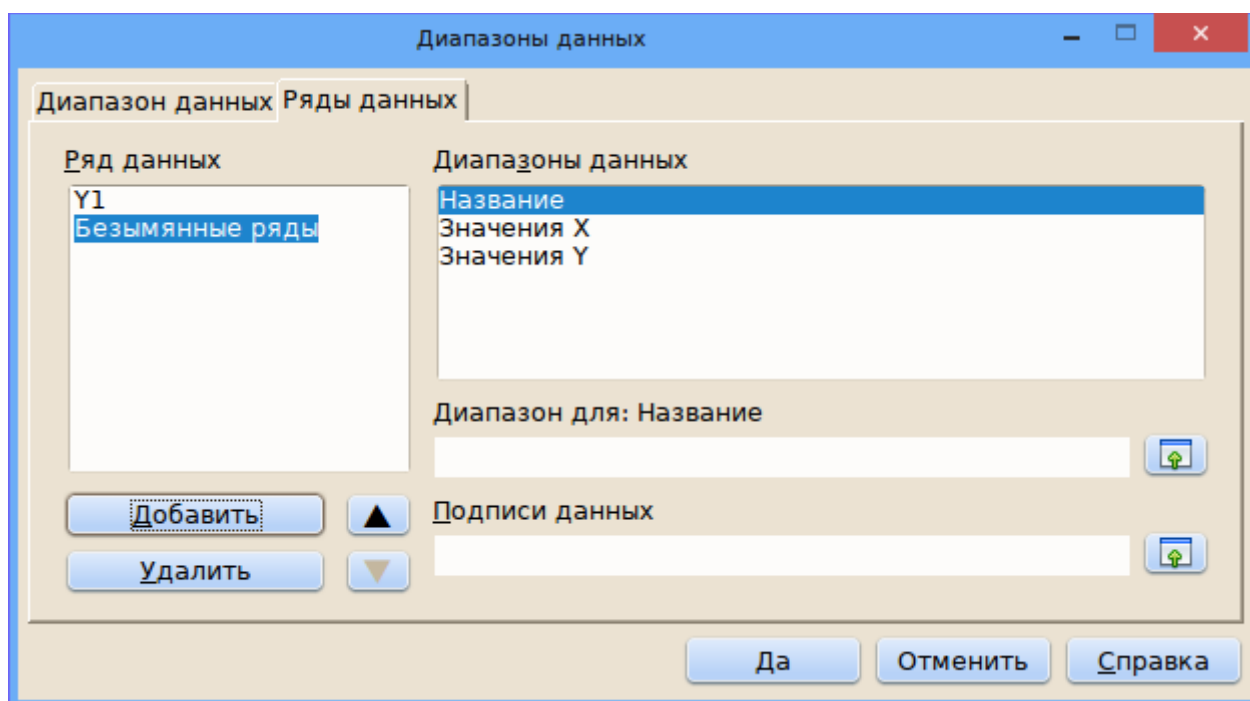 Диапазоны данных
Диапазон данных Ряды данных
Ряд данных
Y1
Безымянные ряды
Добавить
Удалить
Диапазоны данных
Название
Значения X
Значения Y
Диапазон для: Название
Подписи данных
Да Отменить Справка